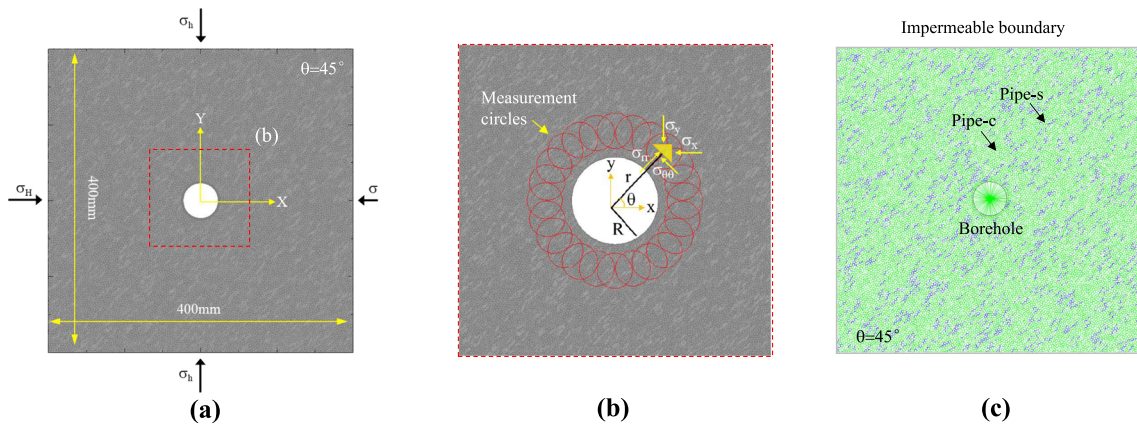 σh
θ=45°
Y
(b)
σH
X
σ
400mm
400mm
σh
(a)
Measurement
circles
σy
σx
σrr
σθθ
r
y
θ
x
R
(b)
Impermeable boundary
Pipe-s
Pipe-c
Borehole
θ=45°
(c)